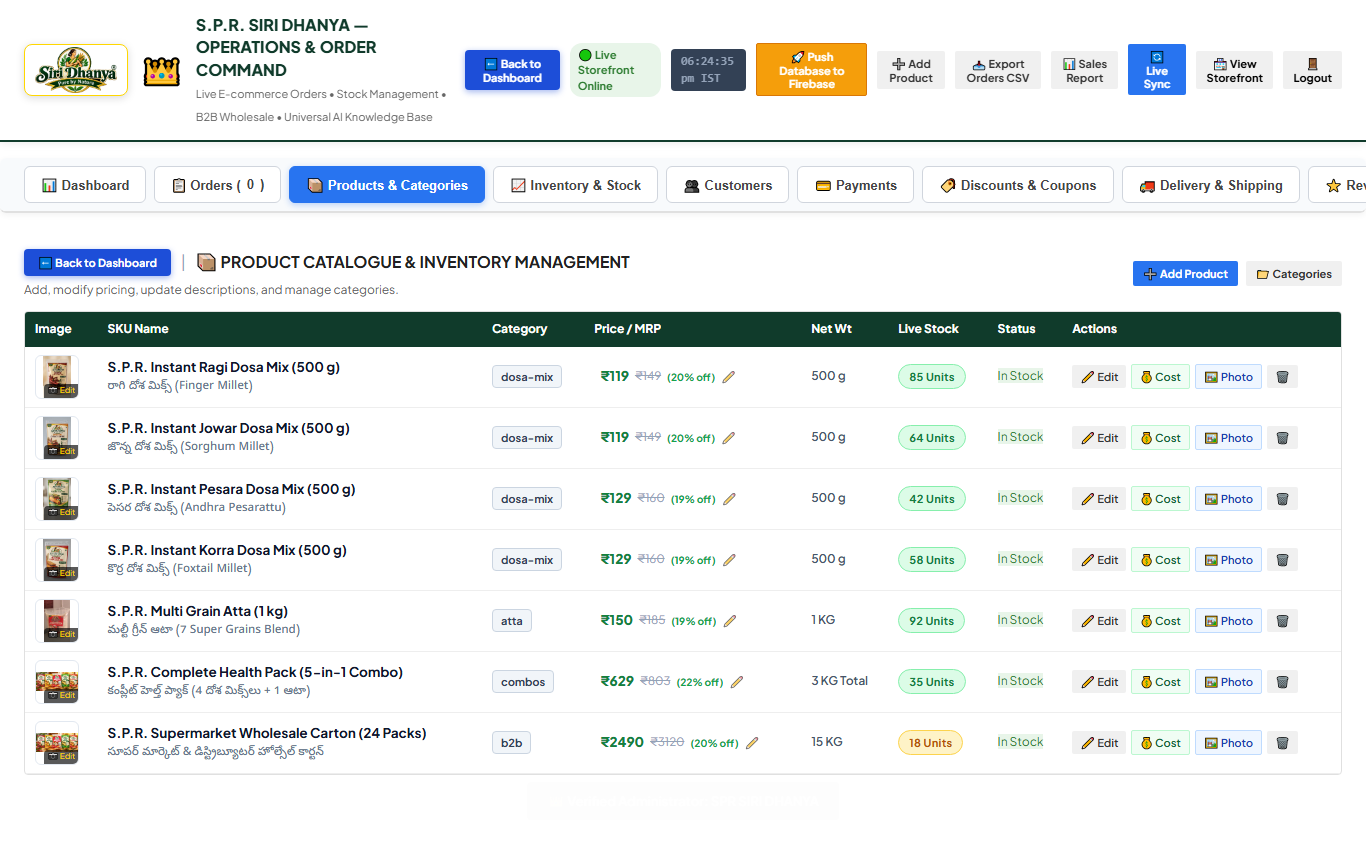 Siri Dhanya
Pure by Nature
S.P.R. SIRI DHANYA —
OPERATIONS & ORDER
COMMAND
Live E-commerce Orders • Stock Management •
B2B Wholesale • Universal AI Knowledge Base
Back to Dashboard
Live Storefront Online
06:24:35 pm IST
Push Database to Firebase
Add Product
Export Orders CSV
Sales Report
Live Sync
View Storefront
Logout
Dashboard
Orders ( 0 )
Products & Categories
Inventory & Stock
Customers
Payments
Discounts & Coupons
Delivery & Shipping
Rev
Back to Dashboard | PRODUCT CATALOGUE & INVENTORY MANAGEMENT
Add, modify pricing, update descriptions, and manage categories.
Add Product
Categories
Image SKU Name Category Price / MRP Net Wt Live Stock Status Actions
S.P.R. Instant Ragi Dosa Mix (500 g)
రాగి దోశ మిక్స్ (Finger Millet)
Edit dosa-mix ₹119 ₹149 (20% off) 500 g 85 Units In Stock Edit Cost Photo
S.P.R. Instant Jowar Dosa Mix (500 g)
జొన్న దోశ మిక్స్ (Sorghum Millet)
Edit dosa-mix ₹119 ₹149 (20% off) 500 g 64 Units In Stock Edit Cost Photo
S.P.R. Instant Pesara Dosa Mix (500 g)
పెసర దోశ మిక్స్ (Andhra Pesarattu)
Edit dosa-mix ₹129 ₹160 (19% off) 500 g 42 Units In Stock Edit Cost Photo
S.P.R. Instant Korra Dosa Mix (500 g)
కొర్ర దోశ మిక్స్ (Foxtail Millet)
Edit dosa-mix ₹129 ₹160 (19% off) 500 g 58 Units In Stock Edit Cost Photo
S.P.R. Multi Grain Atta (1 kg)
మల్టీ గ్రీన్ ఆటా (7 Super Grains Blend)
Edit atta ₹150 ₹185 (19% off) 1 KG 92 Units In Stock Edit Cost Photo
S.P.R. Complete Health Pack (5-in-1 Combo)
కంప్లీట్ హెల్త్ ప్యాక్ (4 దోశ మిక్స్‌లు + 1 ఆటా)
Edit combos ₹629 ₹803 (22% off) 3 KG Total 35 Units In Stock Edit Cost Photo
S.P.R. Supermarket Wholesale Carton (24 Packs)
సూపర్ మార్కెట్ & డిస్ట్రిబ్యూటర్ హోల్సేల్ కార్టన్
Edit b2b ₹2490 ₹3120 (20% off) 15 KG 18 Units In Stock Edit Cost Photo